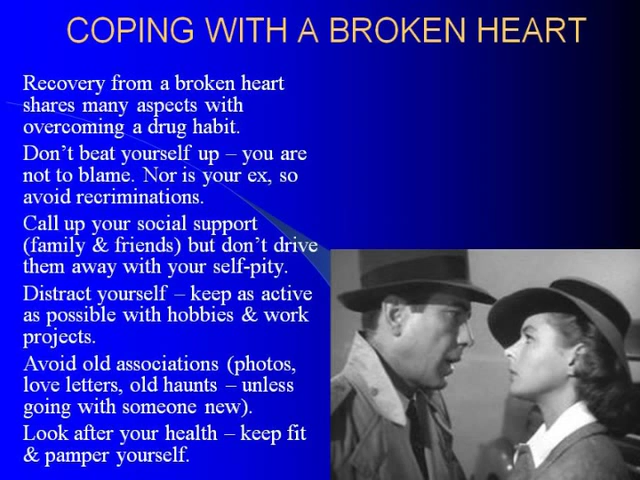 COPING WITH A BROKEN HEART
Recovery from a broken heart
shares many aspects with
overcoming a drug habit.
Don’t beat yourself up – you are
not to blame. Nor is your ex, so
avoid recriminations.
Call up your social support
(family & friends) but don’t drive
them away with your self-pity.
Distract yourself – keep as active
as possible with hobbies & work
projects.
Avoid old associations (photos,
love letters, old haunts – unless
going with someone new).
Look after your health – keep fit
& pamper yourself.